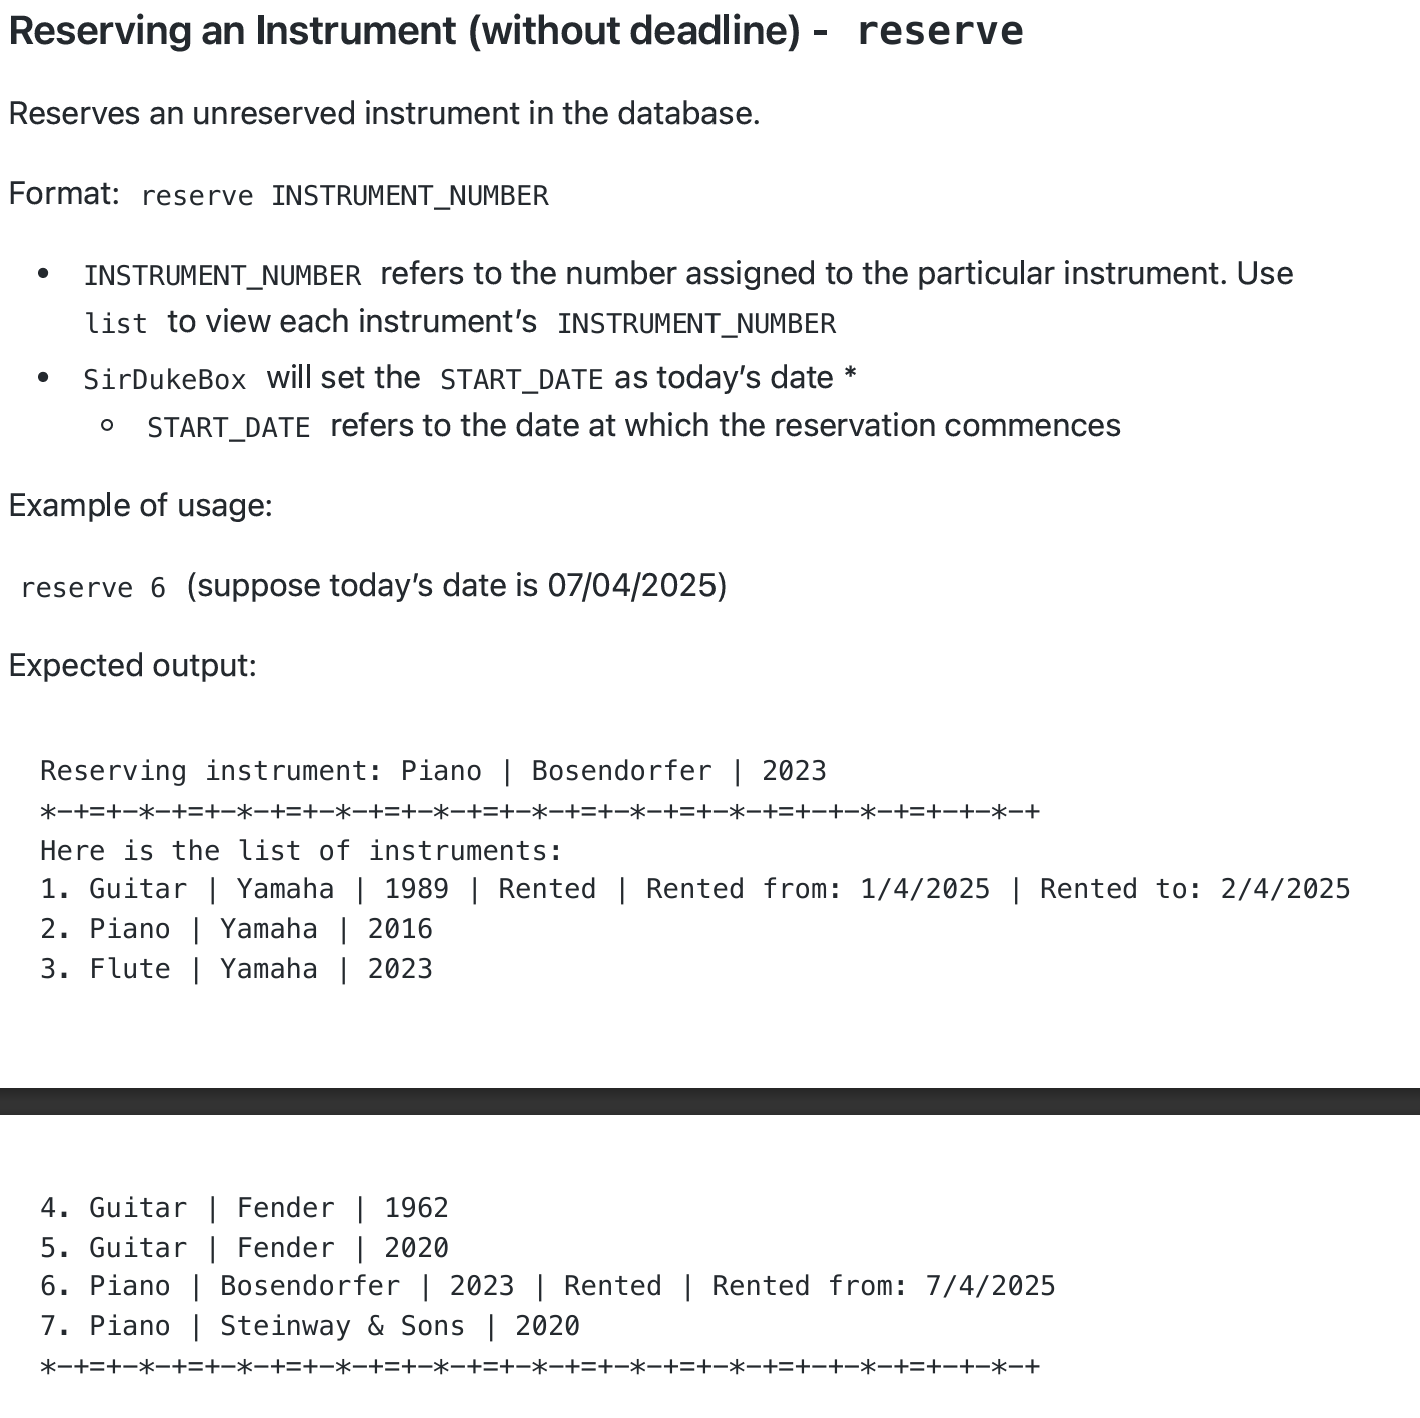 Reserving an Instrument (without deadline) - reserve
Reserves an unreserved instrument in the database.
Format: reserve INSTRUMENT_NUMBER
• INSTRUMENT_NUMBER refers to the number assigned to the particular instrument. Use
list to view each instrument’s INSTRUMENT_NUMBER
• SirDukeBox will set the START_DATE as today’s date *
◦ START_DATE refers to the date at which the reservation commences
Example of usage:
reserve 6 (suppose today’s date is 07/04/2025)
Expected output:
Reserving instrument: Piano | Bosendorfer | 2023
*-+=+-*-+=+-*-+=+-*-+=+-*-+=+-*-+=+-*-+=+-*-+=+-+-*-+=+-+-*-+
Here is the list of instruments:
1. Guitar | Yamaha | 1989 | Rented | Rented from: 1/4/2025 | Rented to: 2/4/2025
2. Piano | Yamaha | 2016
3. Flute | Yamaha | 2023
4. Guitar | Fender | 1962
5. Guitar | Fender | 2020
6. Piano | Bosendorfer | 2023 | Rented | Rented from: 7/4/2025
7. Piano | Steinway & Sons | 2020
*-+=+-*-+=+-*-+=+-*-+=+-*-+=+-*-+=+-*-+=+-*-+=+-+-*-+=+-+-*-+